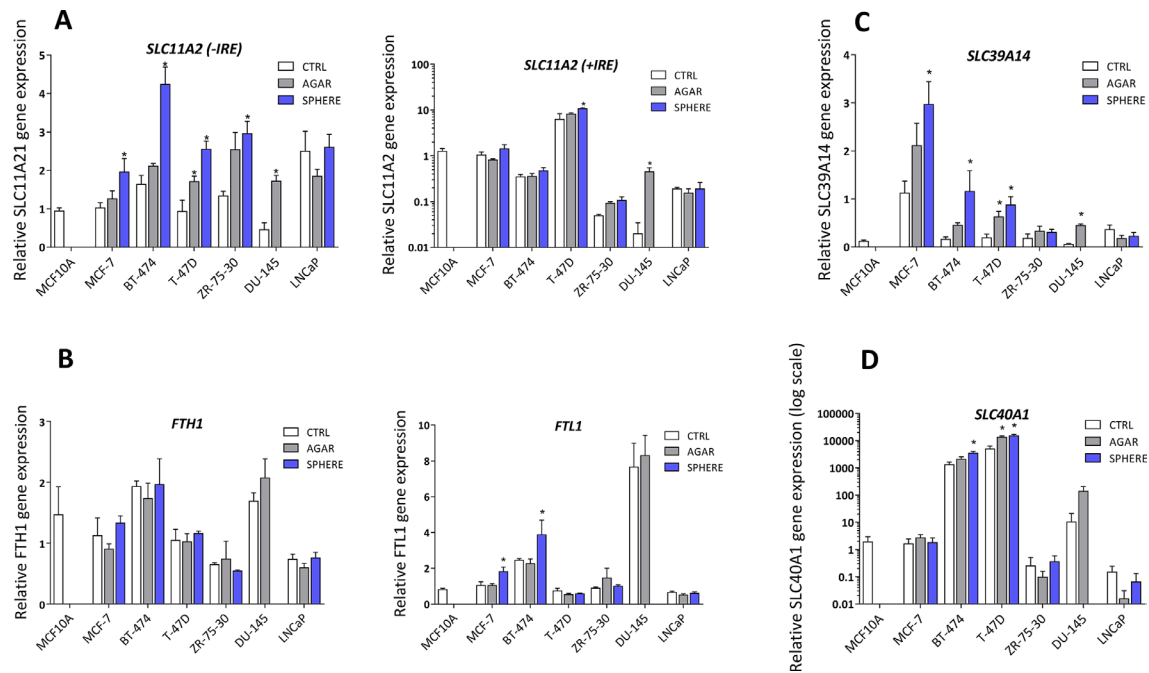 A
SLC11A2 (-IRE)
Relative SLC11A21 gene expression
5
4
3
2
1
0
CTRL
AGAR
SPHERE
*
*
*
*
*
*
MCF10A
MCF-7
BT-474
T-47D
ZR-75-30
DU-145
LNCaP
SLC11A2 (+IRE)
Relative SLC11A2 gene expression
100
10
1
0.1
0.01
CTRL
AGAR
SPHERE
*
*
MCF10A
MCF-7
BT-474
T-47D
ZR-75-30
DU-145
LNCaP
C
SLC39A14
Relative SLC39A14 gene expression
4
3
2
1
0
CTRL
AGAR
SPHERE
*
*
*
*
*
MCF10A
MCF-7
BT-474
T-47D
ZR-75-30
DU-145
LNCaP
B
FTH1
Relative FTH1 gene expression
3
2
1
0
CTRL
AGAR
SPHERE
MCF10A
MCF-7
BT-474
T-47D
ZR-75-30
DU-145
LNCaP
FTL1
Relative FTL1 gene expression
10
8
6
4
2
0
CTRL
AGAR
SPHERE
*
*
MCF10A
MCF-7
BT-474
T-47D
ZR-75-30
DU-145
LNCaP
D
SLC40A1
Relative SLC40A1 gene expression (log scale)
100000
10000
1000
100
10
1
0.1
0.01
CTRL
AGAR
SPHERE
*
*
*
MCF10A
MCF-7
BT-474
T-47D
ZR-75-30
DU-145
LNCaP